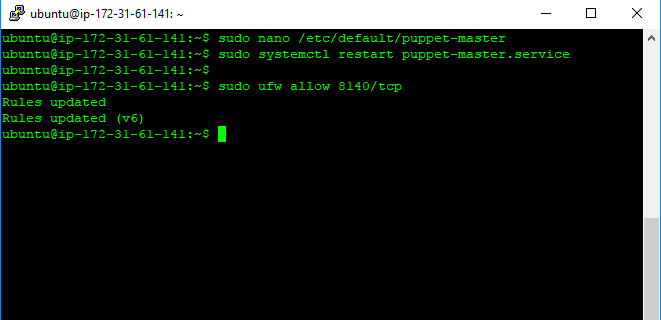 ubuntu@ip-172-31-61-141: ~
ubuntu@ip-172-31-61-141:~$ sudo nano /etc/default/puppet-master
ubuntu@ip-172-31-61-141:~$ sudo systemctl restart puppet-master.service
ubuntu@ip-172-31-61-141:~$
ubuntu@ip-172-31-61-141:~$ sudo ufw allow 8140/tcp
Rules updated
Rules updated (v6)
ubuntu@ip-172-31-61-141:~$